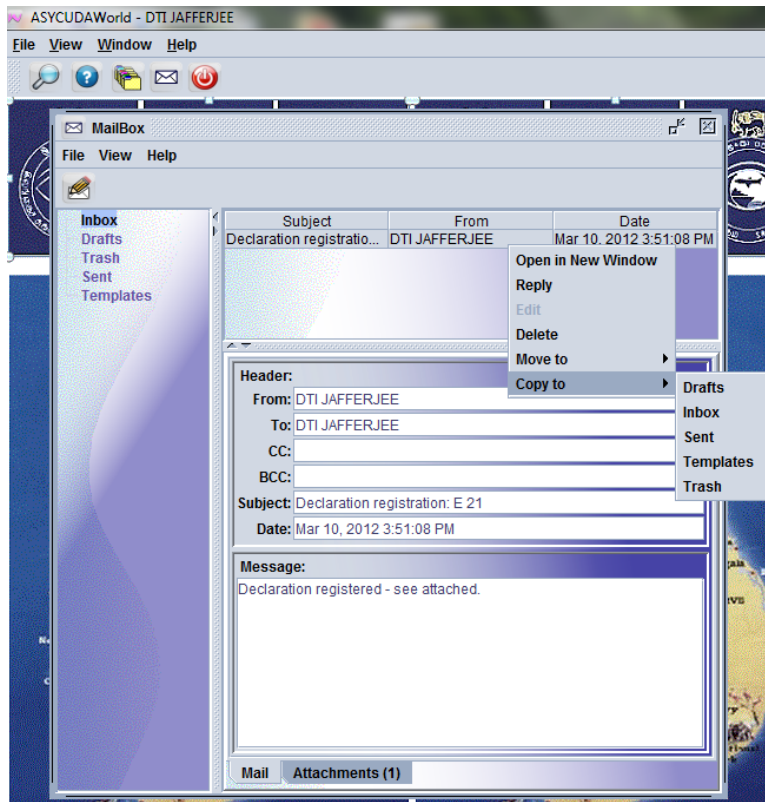 ASYCUDAWorld - DTI JAFFERJEE
File View Window Help
MailBox
File View Help
Inbox
Drafts
Trash
Sent
Templates
Subject From Date
Declaration registratio... DTI JAFFERJEE Mar 10, 2012 3:51:08 PM
Open in New Window
Reply
Edit
Delete
Move to
Copy to
Drafts
Inbox
Sent
Templates
Trash
Header:
From: DTI JAFFERJEE
To: DTI JAFFERJEE
CC:
BCC:
Subject: Declaration registration: E 21
Date: Mar 10, 2012 3:51:08 PM
Message:
Declaration registered - see attached.
Mail Attachments (1)